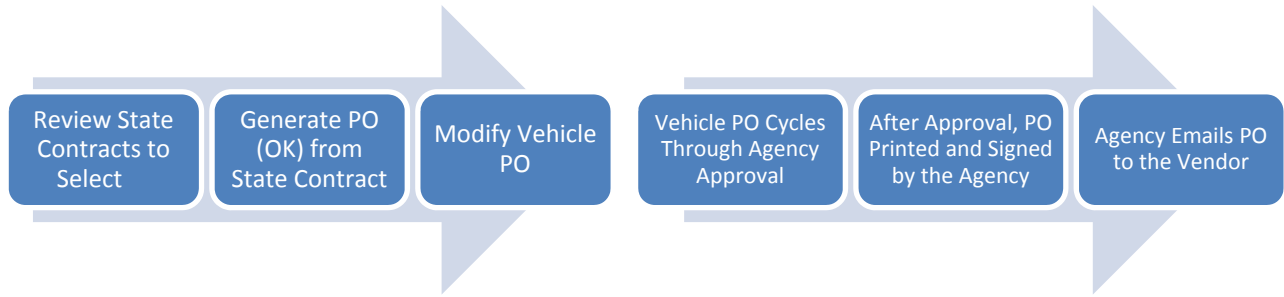 Review State
Contracts to
Select
Generate PO
(OK) from
State Contract
Modify Vehicle
PO
Vehicle PO Cycles
Through Agency
Approval
After Approval, PO
Printed and Signed
by the Agency
Agency Emails PO
to the Vendor